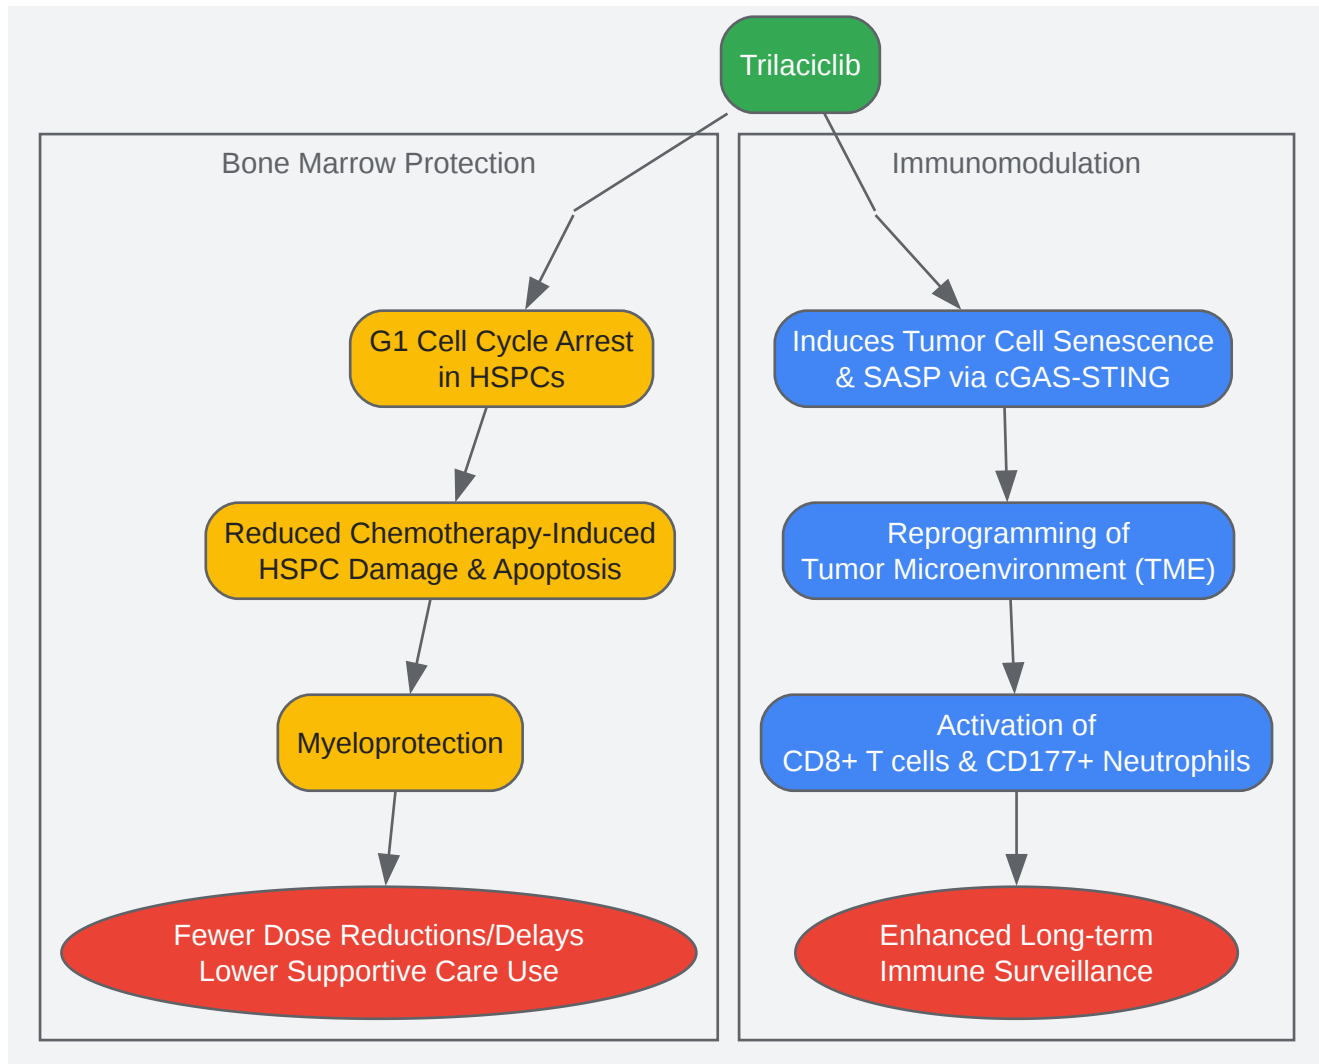 Trilaciclib
Bone Marrow Protection
G1 Cell Cycle Arrest
in HSPCs
Reduced Chemotherapy-Induced
HSPC Damage & Apoptosis
Myeloprotection
Fewer Dose Reductions/Delays
Lower Supportive Care Use
Immunomodulation
Induces Tumor Cell Senescence
& SASP via cGAS-STING
Reprogramming of
Tumor Microenvironment (TME)
Activation of
CD8+ T cells & CD177+ Neutrophils
Enhanced Long-term
Immune Surveillance